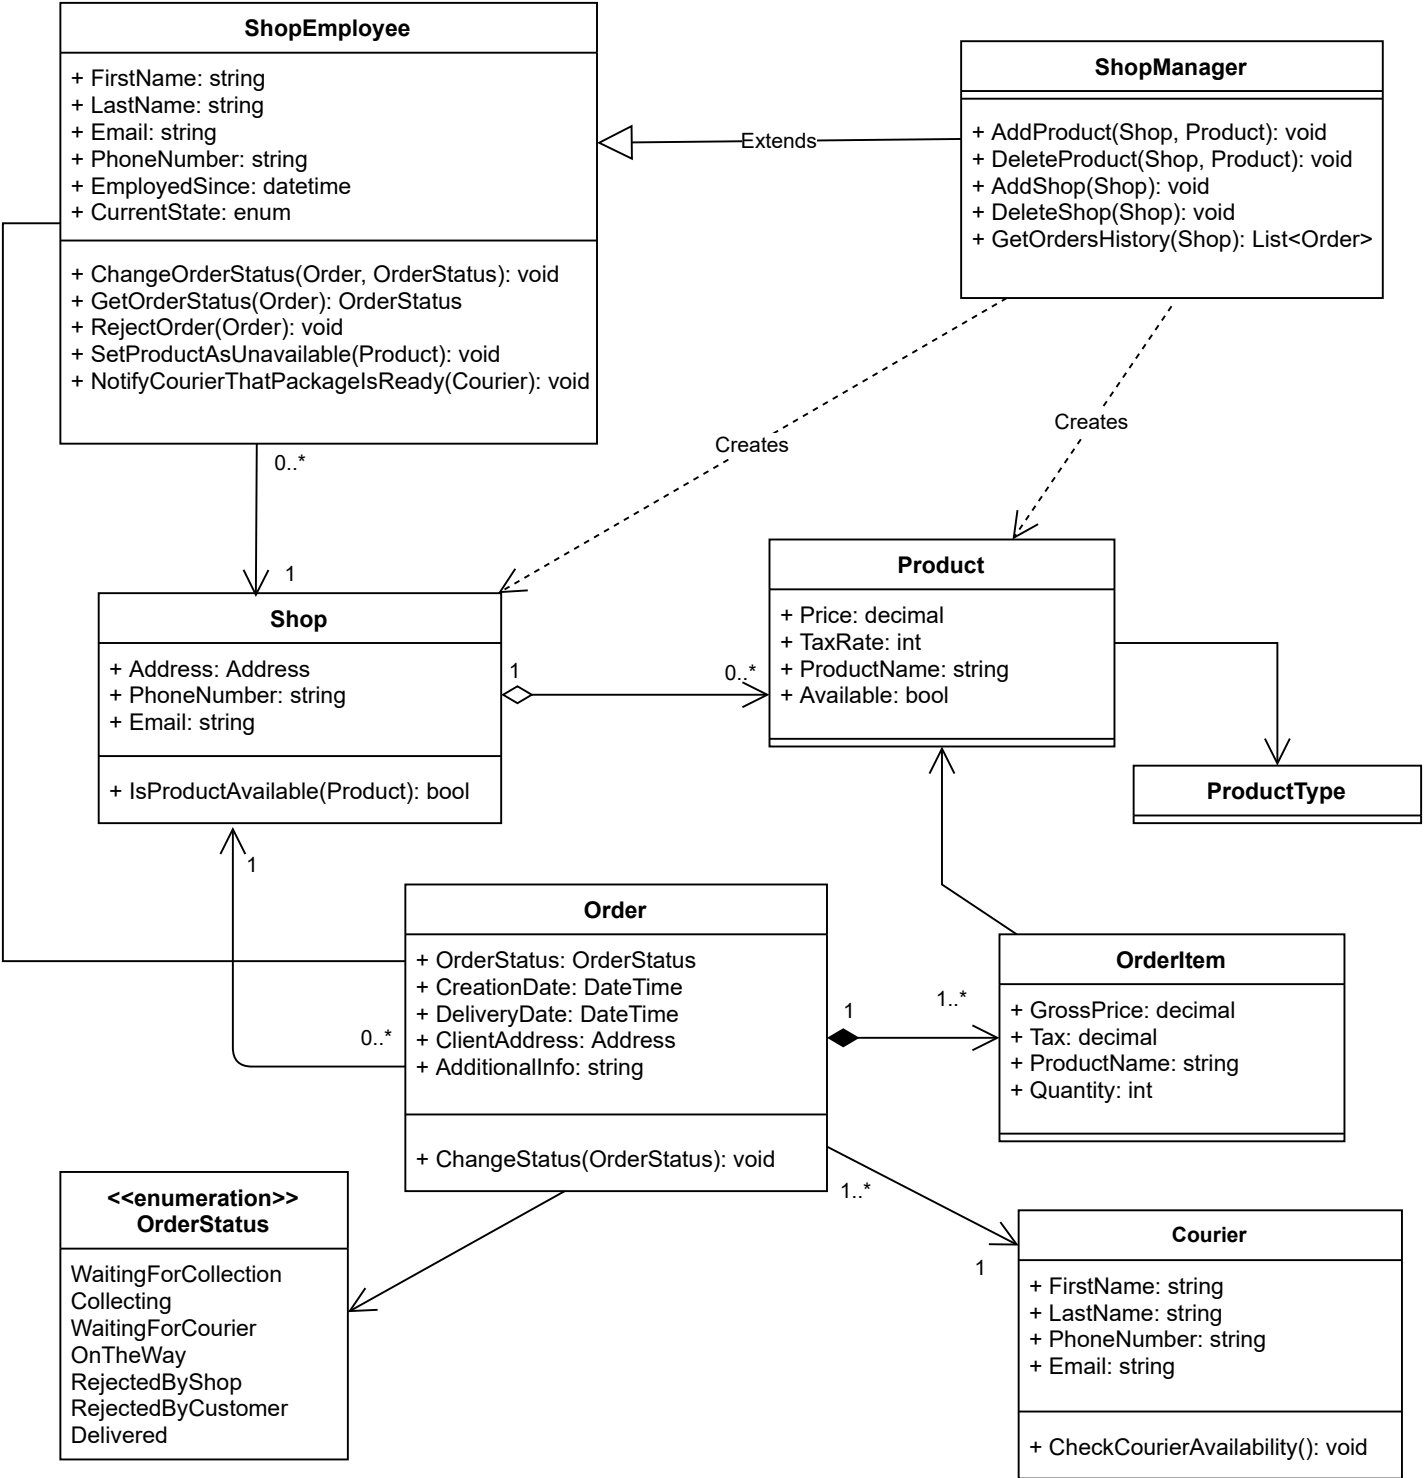 ShopEmployee
+ FirstName: string
+ LastName: string
+ Email: string
+ PhoneNumber: string
+ EmployedSince: datetime
+ CurrentState: enum
+ ChangeOrderStatus(Order, OrderStatus): void
+ GetOrderStatus(Order): OrderStatus
+ RejectOrder(Order): void
+ SetProductAsUnavailable(Product): void
+ NotifyCourierThatPackageIsReady(Courier): void
Extends
ShopManager
+ AddProduct(Shop, Product): void
+ DeleteProduct(Shop, Product): void
+ AddShop(Shop): void
+ DeleteShop(Shop): void
+ GetOrdersHistory(Shop): List<Order>
Creates
Creates
0..*
1
Shop
+ Address: Address
+ PhoneNumber: string
+ Email: string
+ IsProductAvailable(Product): bool
1
0..*
Product
+ Price: decimal
+ TaxRate: int
+ ProductName: string
+ Available: bool
ProductType
1
0..*
Order
+ OrderStatus: OrderStatus
+ CreationDate: DateTime
+ DeliveryDate: DateTime
+ ClientAddress: Address
+ AdditionalInfo: string
+ ChangeStatus(OrderStatus): void
1
1..*
OrderItem
+ GrossPrice: decimal
+ Tax: decimal
+ ProductName: string
+ Quantity: int
1..*
1
<<enumeration>>
OrderStatus
WaitingForCollection
Collecting
WaitingForCourier
OnTheWay
RejectedByShop
RejectedByCustomer
Delivered
Courier
+ FirstName: string
+ LastName: string
+ PhoneNumber: string
+ Email: string
+ CheckCourierAvailability(): void